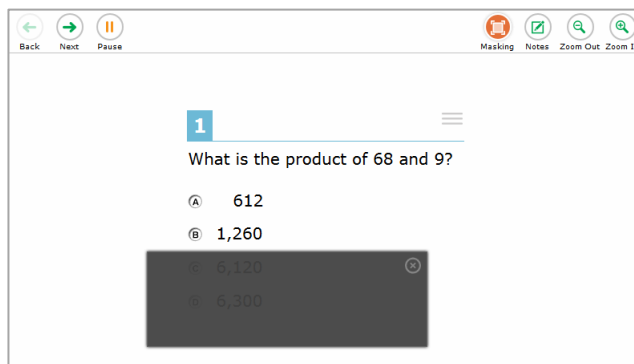 Back Next Pause Masking Notes Zoom Out Zoom I
1
What is the product of 68 and 9?
A 612
B 1,260
C 6,120
D 6,300